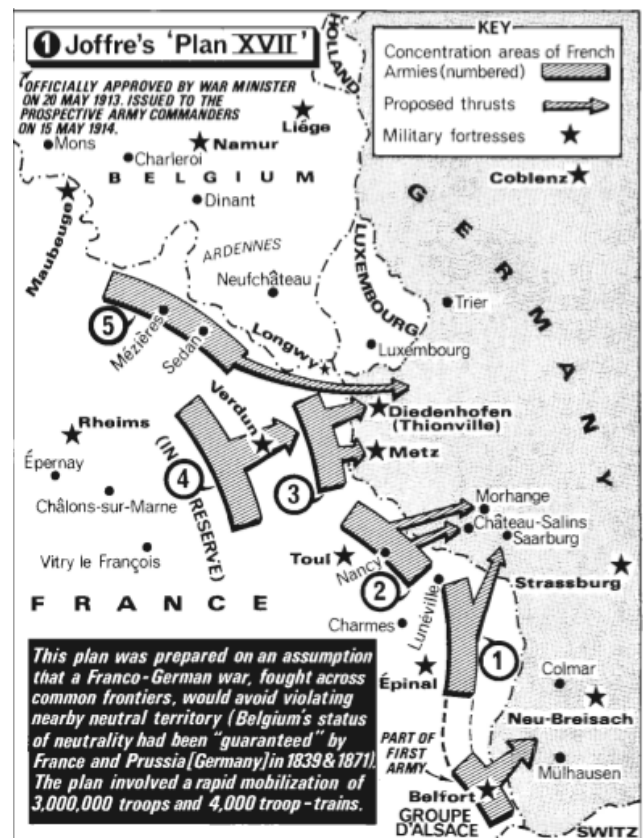 1 Joffre's 'Plan XVII'
OFFICIALLY APPROVED BY WAR MINISTER
ON 20 MAY 1913. ISSUED TO THE
PROSPECTIVE ARMY COMMANDERS
ON 15 MAY 1914.
KEY
Concentration areas of French
Armies (numbered)
Proposed thrusts
Military fortresses
HOLLAND
Liége
Mons
Namur
Charleroi
BELGIUM
Coblenz
Dinant
Maubeuge
GERMANY
ARDENNES
Neufchâteau
LUXEMBOURG
Trier
5
Mézières
Sedan
Longwy
Luxembourg
Rheims
Verdun
Diedenhofen
(Thionville)
Metz
Épernay
4
3
(IN RESERVE)
Châlons-sur-Marne
Morhange
Château-Salins
Saarburg
Vitry le François
Toul
Nancy
2
Strassburg
FRANCE
Lunéville
Charmes
1
Épinal
Colmar
Neu-Breisach
PART OF
FIRST
ARMY
Mülhausen
Belfort
GROUPE
D'ALSACE
SWITZ
This plan was prepared on an assumption
that a Franco-German war, fought across
common frontiers, would avoid violating
nearby neutral territory (Belgium's status
of neutrality had been "guaranteed" by
France and Prussia [Germany] in 1839 & 1871).
The plan involved a rapid mobilization of
3,000,000 troops and 4,000 troop-trains.